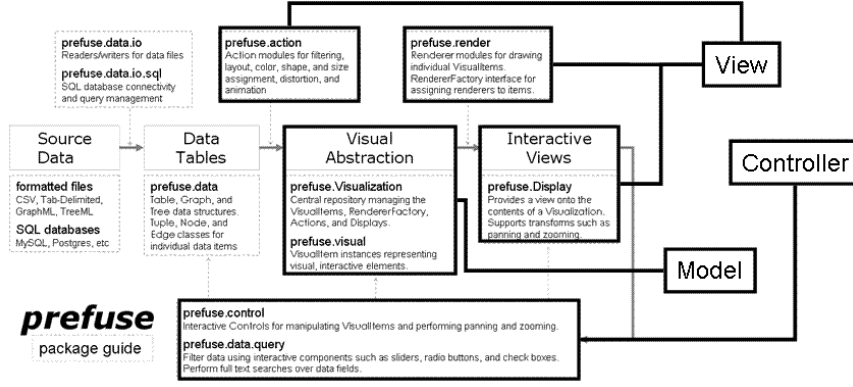 prefuse.data.io
Readers/writers for data files
prefuse.data.io.sql
SQL database connectivity
and query management
prefuse.action
Action modules for filtering,
layout, color, shape, and size
assignment, distortion, and
animation
prefuse.render
Renderer modules for drawing
individual VisualItems.
RendererFactory interface for
assigning renderers to items.
View
Source
Data
Data
Tables
Visual
Abstraction
Interactive
Views
Controller
formatted files
CSV, Tab-Delimited,
GraphML, TreeML
SQL databases
MySQL, Postgres, etc
prefuse.data
Table, Graph, and
Tree data structures.
Tuple, Node, and
Edge classes for
individual data items
prefuse.Visualization
Central repository managing the
VisualItems, RendererFactory,
Actions, and Displays.
prefuse.visual
VisualItem instances representing
visual, interactive elements.
prefuse.Display
Provides a view onto the
contents of a Visualization.
Supports transforms such as
panning and zooming.
Model
prefuse
package guide
prefuse.control
Interactive Controls for manipulating VisualItems and performing panning and zooming.
prefuse.data.query
Filter data using interactive components such as sliders, radio buttons, and check boxes.
Perform full text searches over data fields.